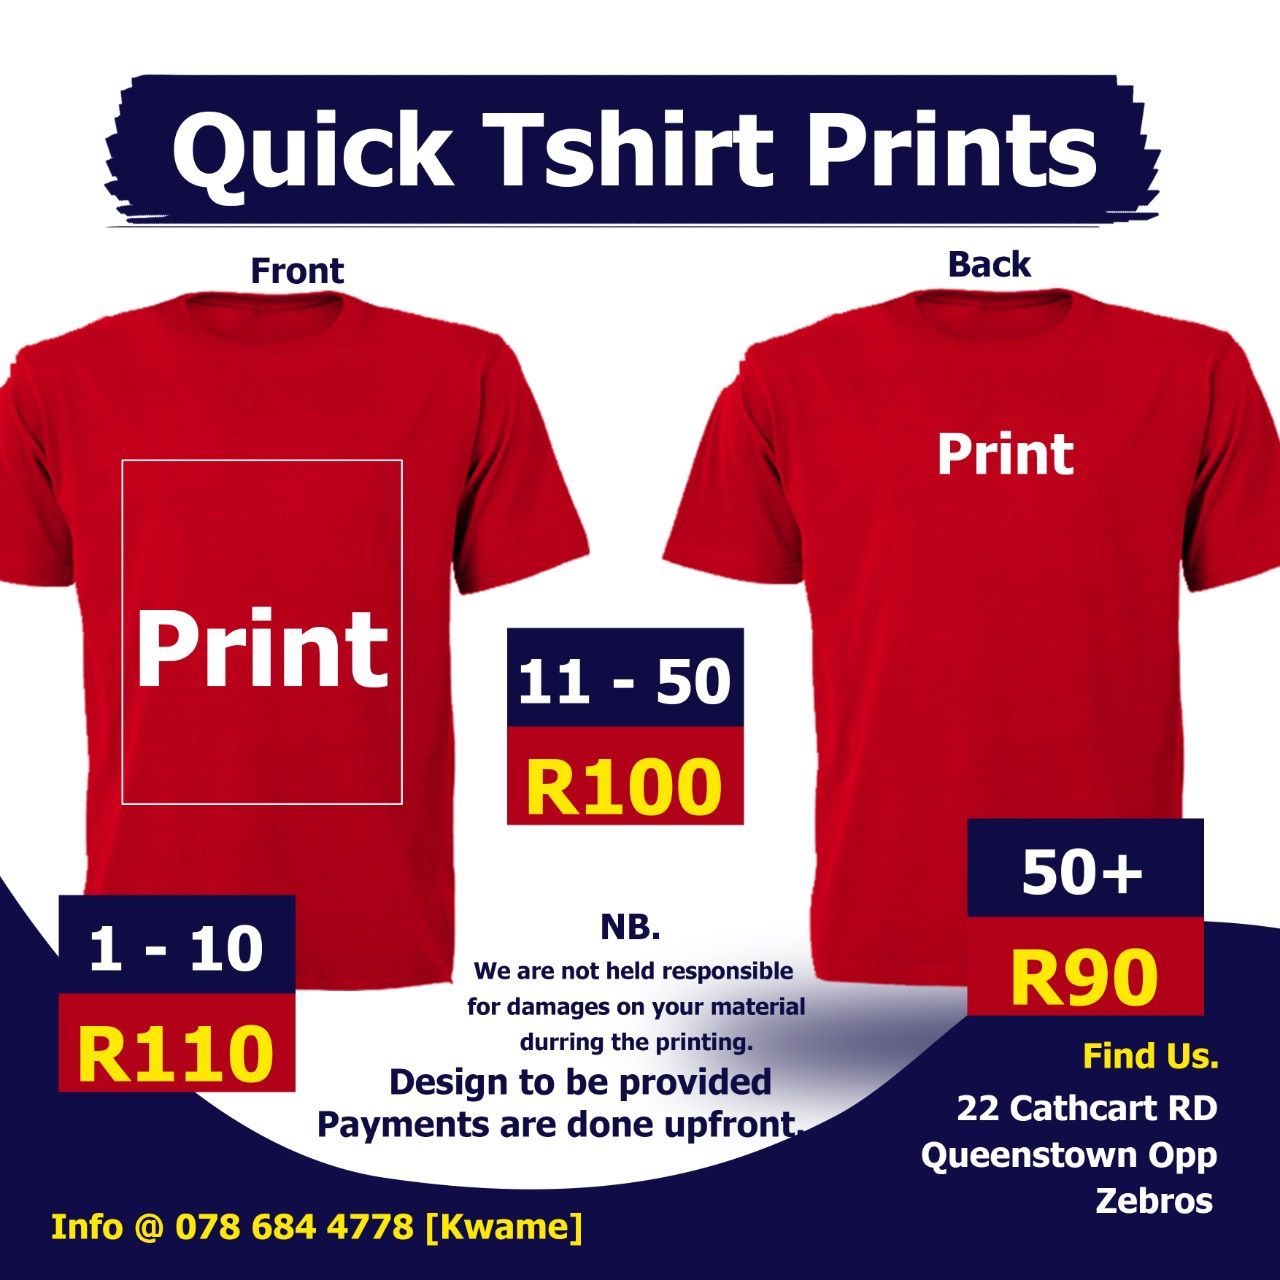 Quick Tshirt Prints
Front
Back
Print
Print
11 - 50
R100
50+
R90
1 - 10
R110
NB.
We are not held responsible
for damages on your material
durring the printing.
Design to be provided
Payments are done upfront.
Find Us.
22 Cathcart RD
Queenstown Opp
Zebros
Info @ 078 684 4778 [Kwame]